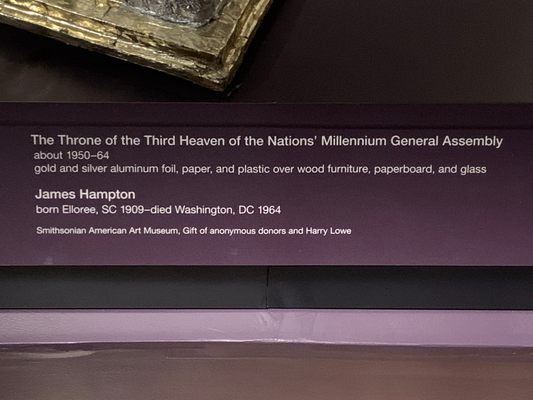 The Throne of the Third Heaven of the Nations' Millennium General Assembly
about 1950–64
gold and silver aluminum foil, paper, and plastic over wood furniture, paperboard, and glass
James Hampton
born Elloree, SC 1909–died Washington, DC 1964
Smithsonian American Art Museum, Gift of anonymous donors and Harry Lowe